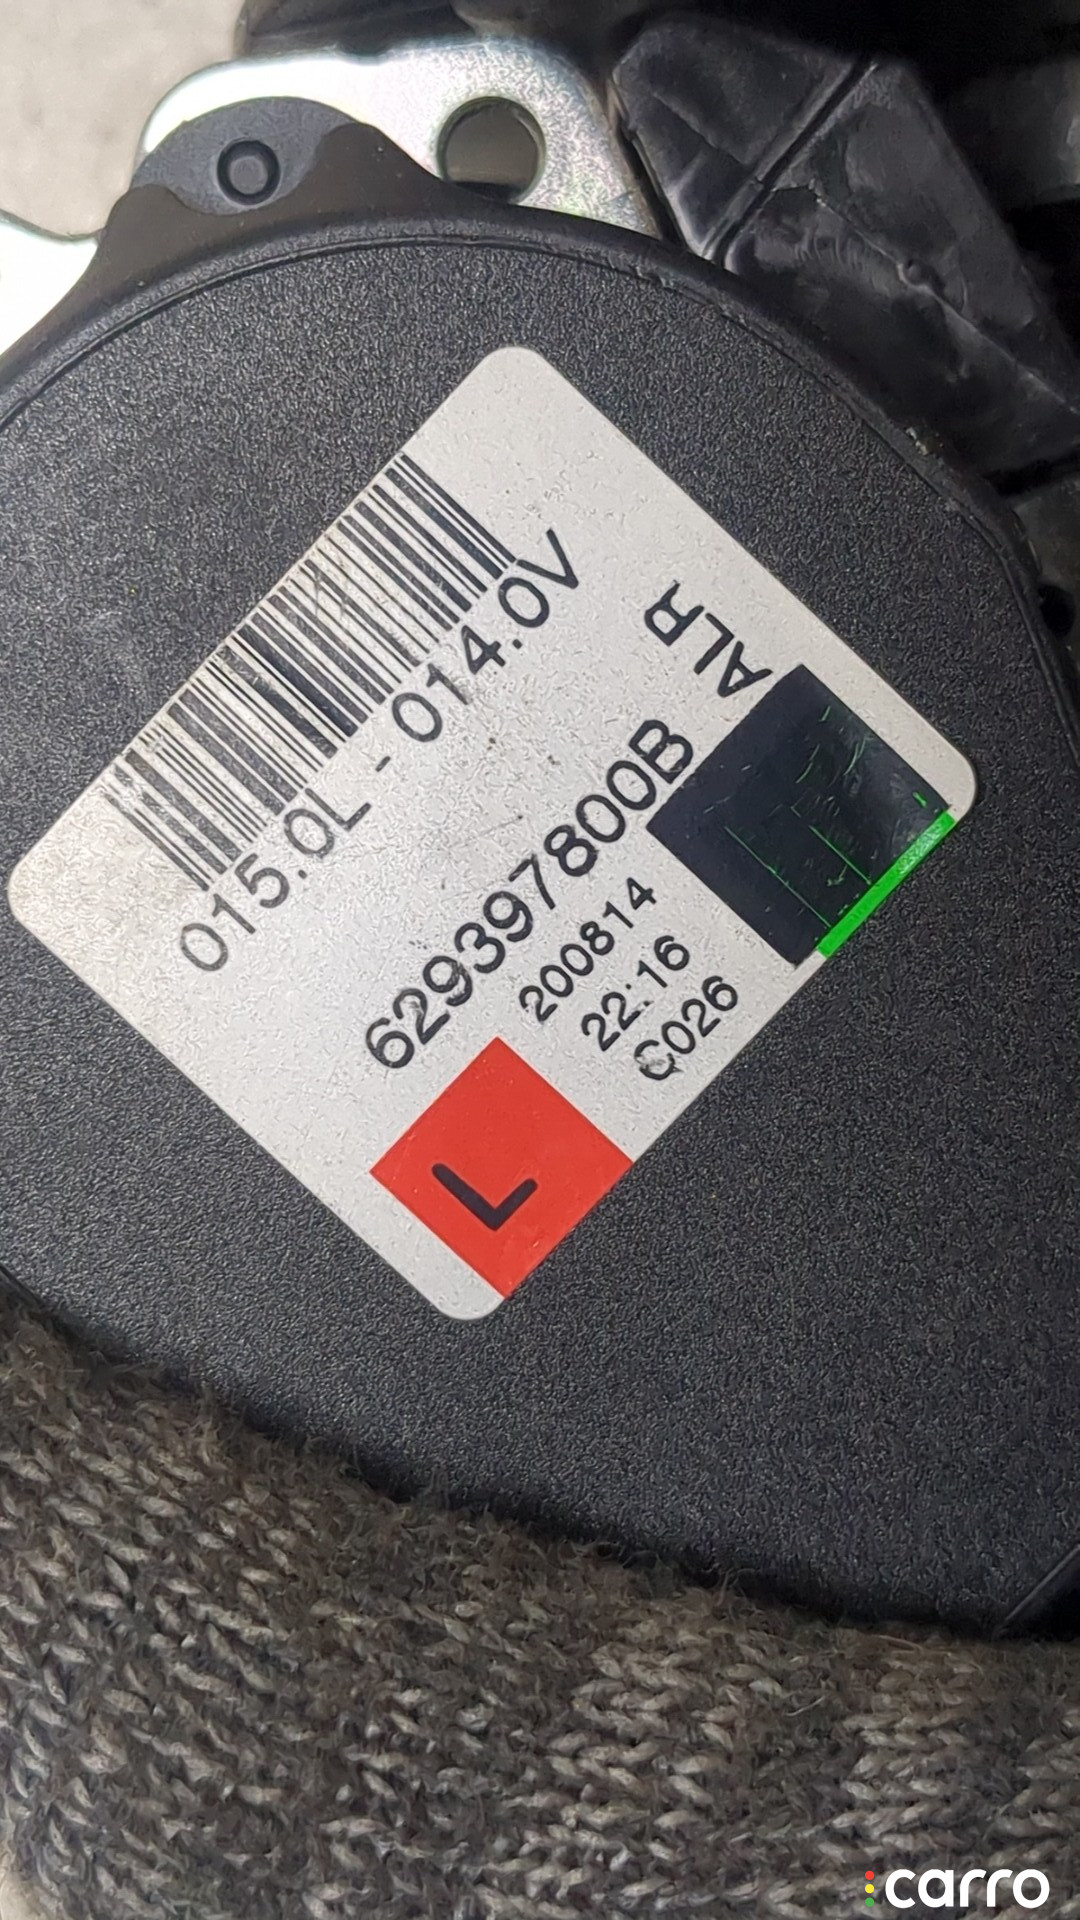 015.0L - 014.0V
629397800B ALR
200814
22:16
C026
L
carro